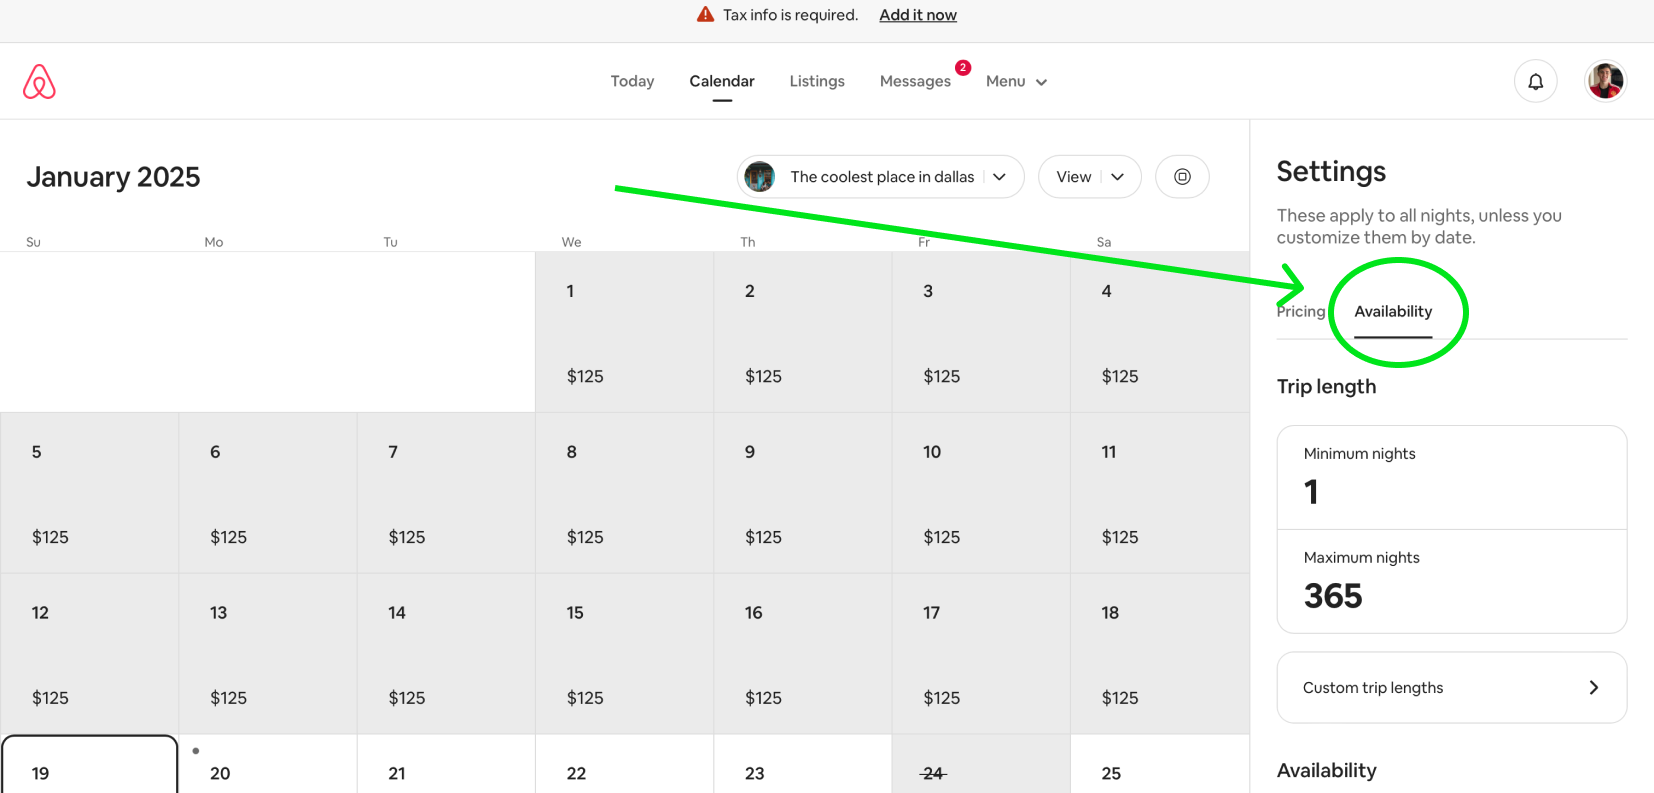 Tax info is required. Add it now
Today Calendar Listings Messages 2 Menu
January 2025
The coolest place in dallas View
Su Mo Tu We Th Fr Sa
1 2 3 4
$125 $125 $125 $125
5 6 7 8 9 10 11
$125 $125 $125 $125 $125 $125 $125
12 13 14 15 16 17 18
$125 $125 $125 $125 $125 $125 $125
19 20 21 22 23 24 25
Settings
These apply to all nights, unless you
customize them by date.
Pricing Availability
Trip length
Minimum nights
1
Maximum nights
365
Custom trip lengths
Availability